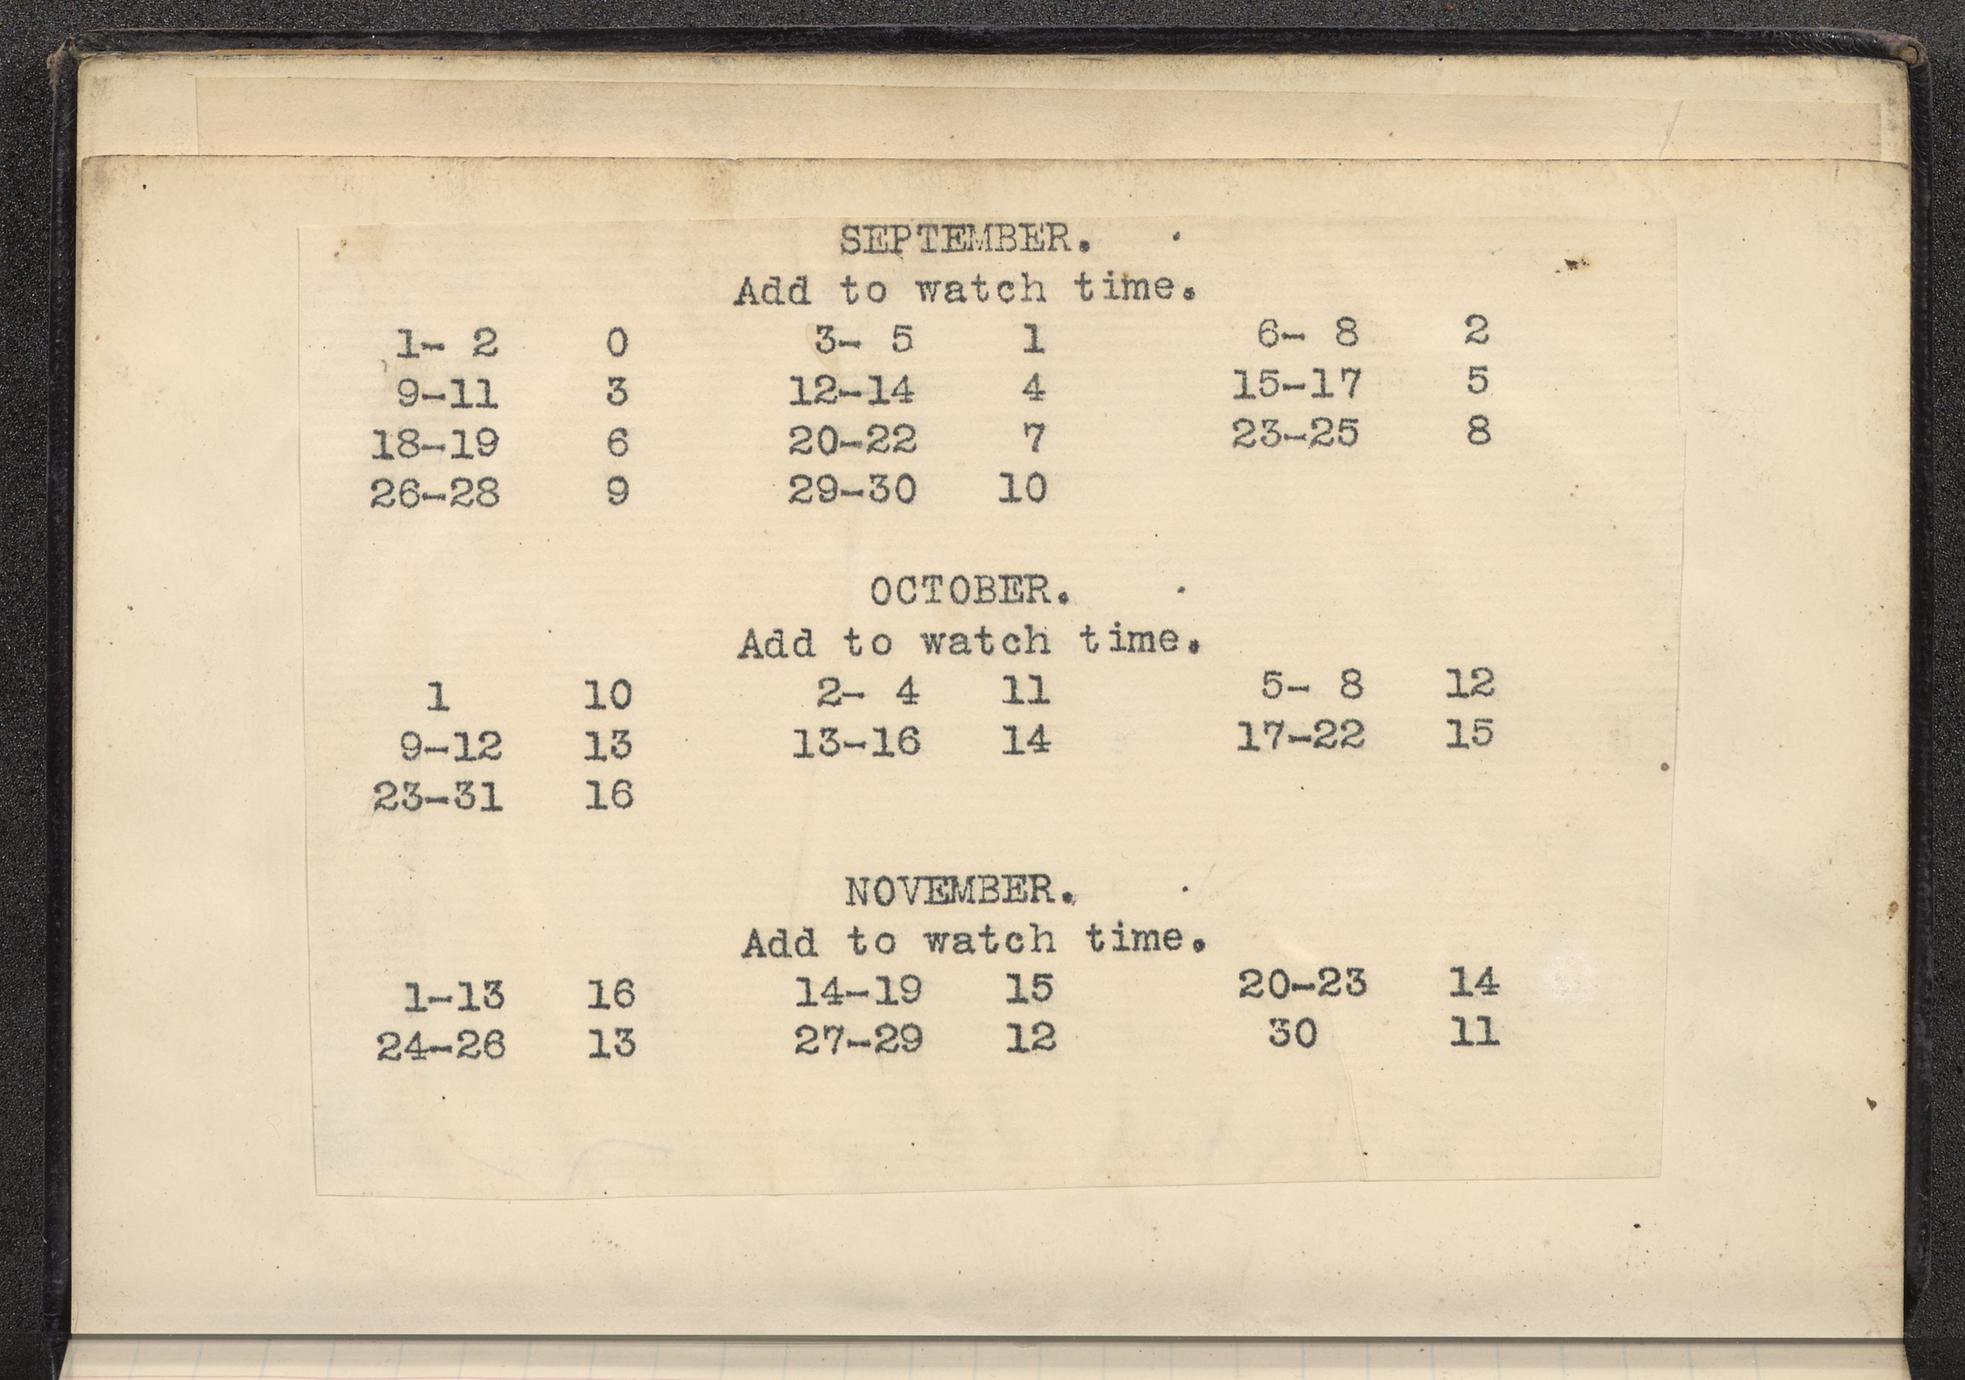 SEPTEMBER.
Add to watch time.
1- 2 0 3- 5 1 6- 8 2
9-11 3 12-14 4 15-17 5
18-19 6 20-22 7 23-25 8
26-28 9 29-30 10
OCTOBER.
Add to watch time.
1 10 2- 4 11 5- 8 12
9-12 13 13-16 14 17-22 15
23-31 16
NOVEMBER.
Add to watch time.
1-13 16 14-19 15 20-23 14
24-26 13 27-29 12 30 11